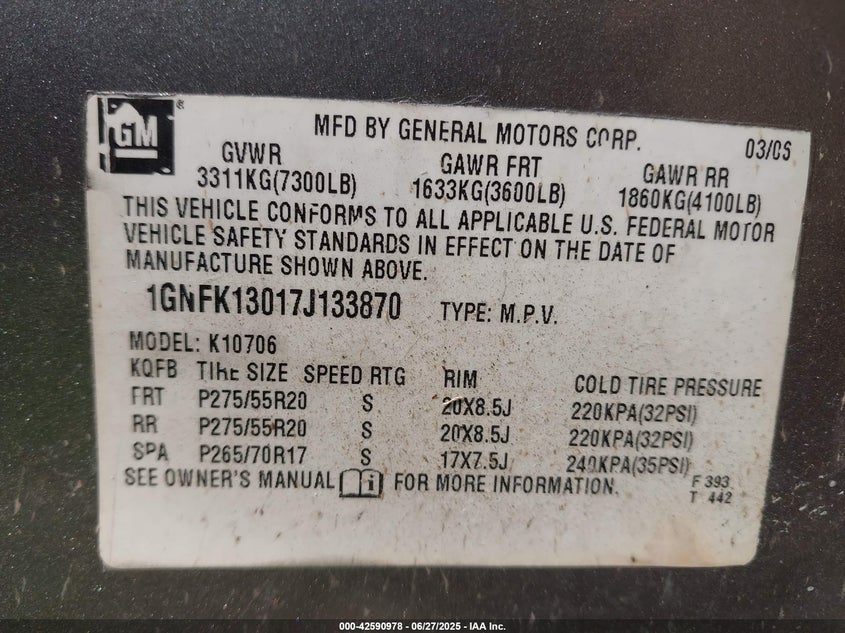 GM
MFD BY GENERAL MOTORS CORP. 03/06
GVWR GAWR FRT GAWR RR
3311KG(7300LB) 1633KG(3600LB) 1860KG(4100LB)
THIS VEHICLE CONFORMS TO ALL APPLICABLE U.S. FEDERAL MOTOR
VEHICLE SAFETY STANDARDS IN EFFECT ON THE DATE OF
MANUFACTURE SHOWN ABOVE.
1GNFK13017J133870 TYPE: M.P.V.
MODEL: K10706
KQFB TIRE SIZE SPEED RTG RIM COLD TIRE PRESSURE
FRT P275/55R20 S 20X8.5J 220KPA(32PSI)
RR P275/55R20 S 20X8.5J 220KPA(32PSI)
SPA P265/70R17 S 17X7.5J 240KPA(35PSI)
SEE OWNER'S MANUAL FOR MORE INFORMATION.
F 393
T 442
000-42590978 - 06/27/2025 - IAA Inc.